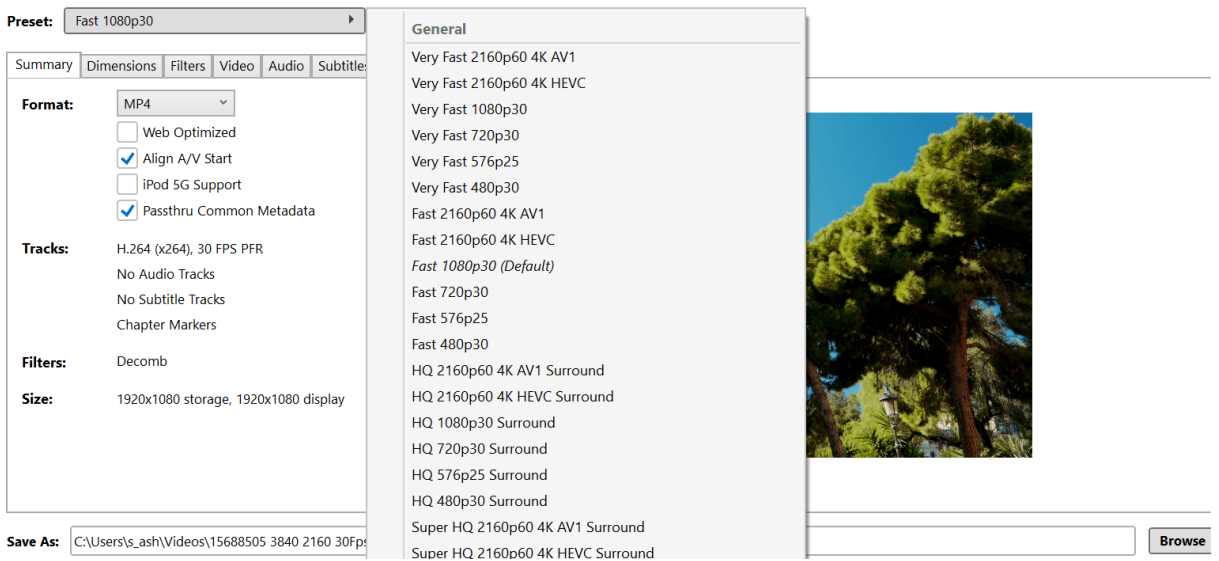 Preset: Fast 1080p30
Summary Dimensions Filters Video Audio Subtitles
Format: MP4
Web Optimized
Align A/V Start
iPod 5G Support
Passthru Common Metadata
Tracks: H.264 (x264), 30 FPS PFR
No Audio Tracks
No Subtitle Tracks
Chapter Markers
Filters: Decomb
Size: 1920x1080 storage, 1920x1080 display
General
Very Fast 2160p60 4K AV1
Very Fast 2160p60 4K HEVC
Very Fast 1080p30
Very Fast 720p30
Very Fast 576p25
Very Fast 480p30
Fast 2160p60 4K AV1
Fast 2160p60 4K HEVC
Fast 1080p30 (Default)
Fast 720p30
Fast 576p25
Fast 480p30
HQ 2160p60 4K AV1 Surround
HQ 2160p60 4K HEVC Surround
HQ 1080p30 Surround
HQ 720p30 Surround
HQ 576p25 Surround
HQ 480p30 Surround
Super HQ 2160p60 4K AV1 Surround
Super HQ 2160p60 4K HEVC Surround
Save As: C:\Users\s_ash\Videos\15688505 3840 2160 30Fps
Browse